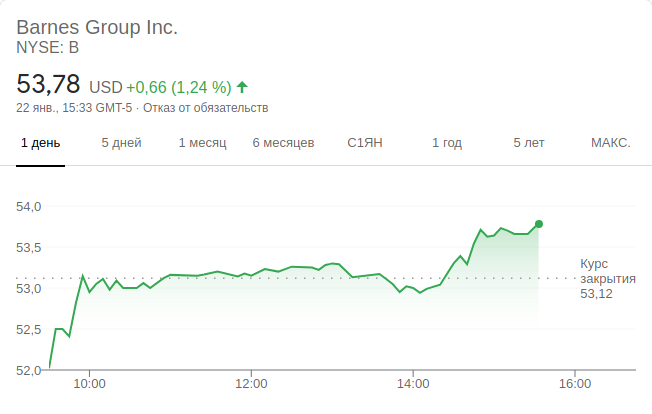 Barnes Group Inc.
NYSE: B
53,78 USD +0,66 (1,24 %)
22 янв., 15:33 GMT-5 · Отказ от обязательств
1 день 5 дней 1 месяц 6 месяцев С1ЯН 1 год 5 лет МАКС.
54,0
53,5
53,0
52,5
52,0
Курс
закрытия
53,12
10:00 12:00 14:00 16:00